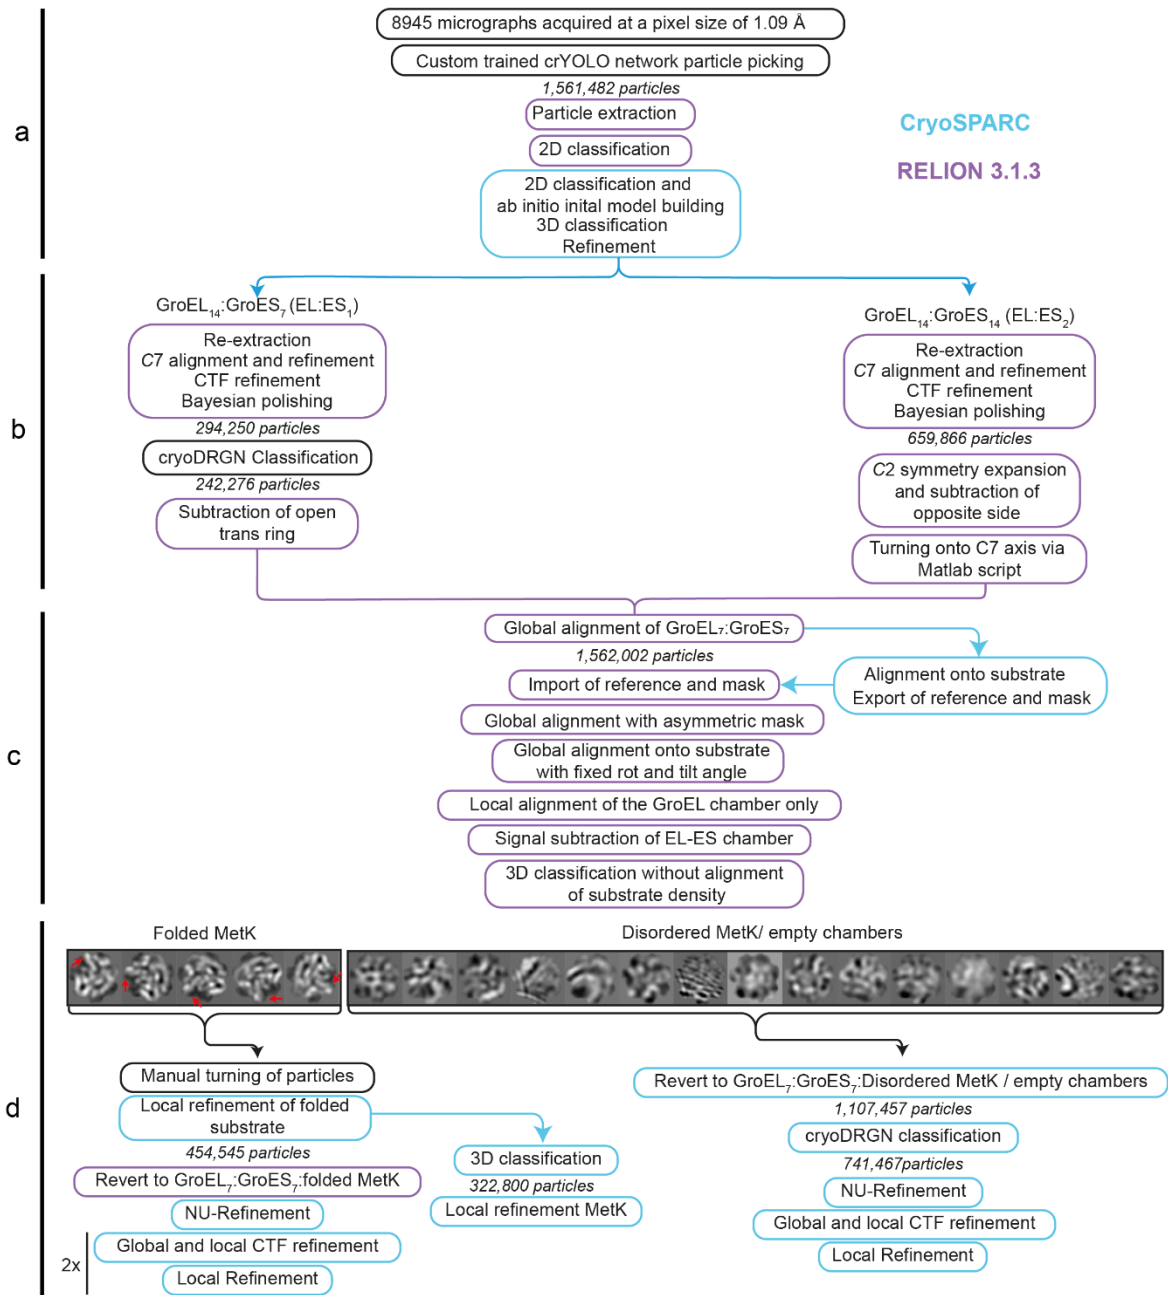 8945 micrographs acquired at a pixel size of 1.09 Å
Custom trained crYOLO network particle picking
1,561,482 particles
Particle extraction
2D classification
2D classification and
ab initio inital model building
3D classification
Refinement
a
CryoSPARC
RELION 3.1.3
b
GroEL₁₄:GroES₇ (EL:ES₁)
Re-extraction
C7 alignment and refinement
CTF refinement
Bayesian polishing
294,250 particles
cryoDRGN Classification
242,276 particles
Subtraction of open
trans ring
GroEL₁₄:GroES₁₄ (EL:ES₂)
Re-extraction
C7 alignment and refinement
CTF refinement
Bayesian polishing
659,866 particles
C2 symmetry expansion
and subtraction of
opposite side
Turning onto C7 axis via
Matlab script
c
Global alignment of GroEL₇:GroES₇
1,562,002 particles
Alignment onto substrate
Export of reference and mask
Import of reference and mask
Global alignment with asymmetric mask
Global alignment onto substrate
with fixed rot and tilt angle
Local alignment of the GroEL chamber only
Signal subtraction of EL-ES chamber
3D classification without alignment
of substrate density
d
Folded MetK
Disordered MetK/ empty chambers
Manual turning of particles
Local refinement of folded
substrate
454,545 particles
Revert to GroEL₇:GroES₇:folded MetK
NU-Refinement
2x
Global and local CTF refinement
Local Refinement
3D classification
322,800 particles
Local refinement MetK
Revert to GroEL₇:GroES₇:Disordered MetK / empty chambers
1,107,457 particles
cryoDRGN classification
741,467particles
NU-Refinement
Global and local CTF refinement
Local Refinement